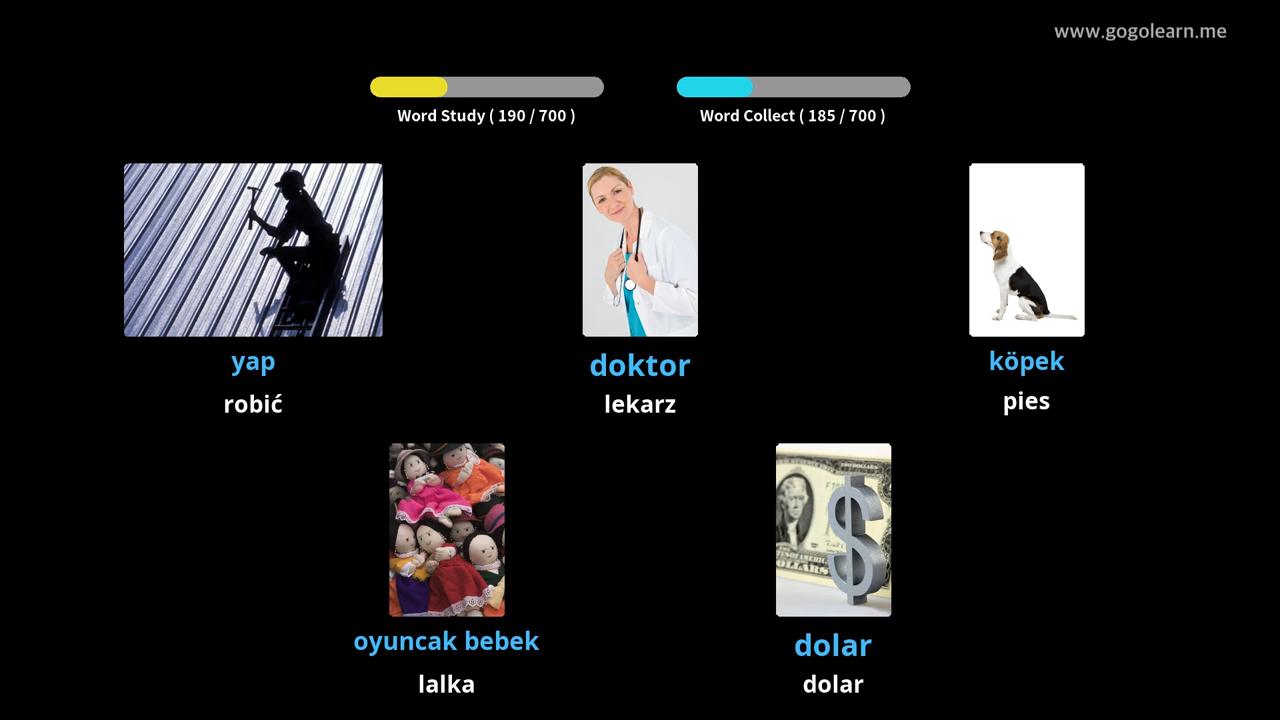 www.gogolearn.me
Word Study ( 190 / 700 )
Word Collect ( 185 / 700 )
yap
robić
doktor
lekarz
köpek
pies
oyuncak bebek
lalka
dolar
dolar